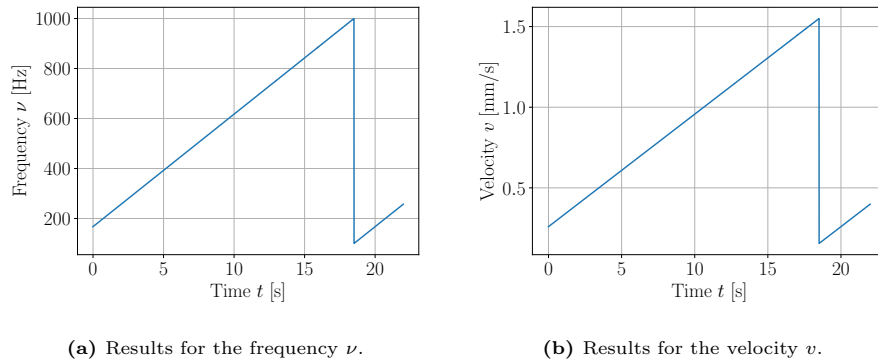 1000
800
600
400
200
Frequency ν [Hz]
0 5 10 15 20
Time t [s]
1.5
1.0
0.5
Velocity v [mm/s]
0 5 10 15 20
Time t [s]
(a) Results for the frequency ν.
(b) Results for the velocity v.